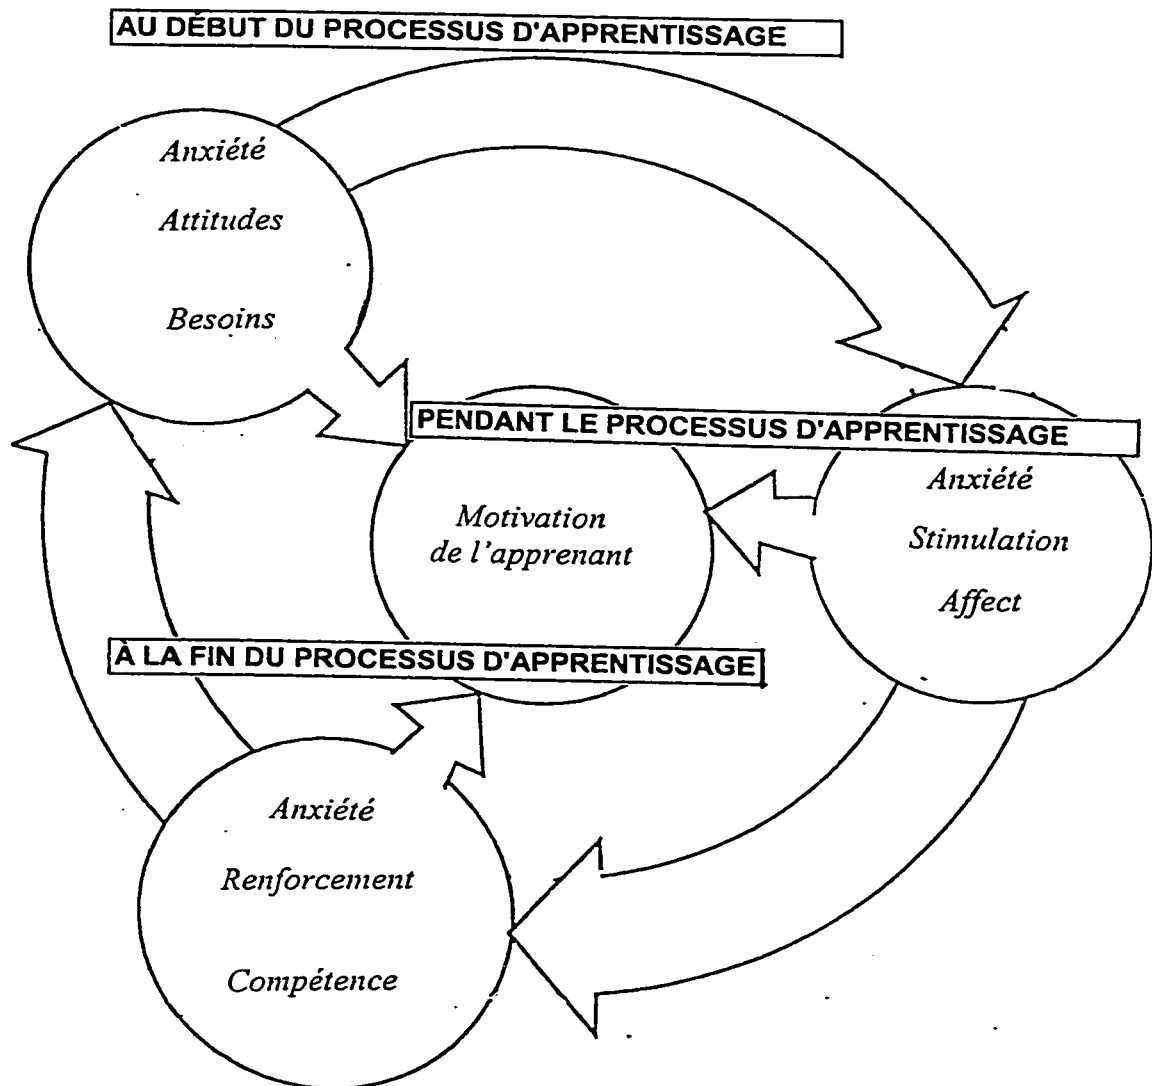 AU DÉBUT DU PROCESSUS D'APPRENTISSAGE
Anxiété
Attitudes
Besoins
PENDANT LE PROCESSUS D'APPRENTISSAGE
Motivation
de l'apprenant
Anxiété
Stimulation
Affect
À LA FIN DU PROCESSUS D'APPRENTISSAGE
Anxiété
Renforcement
Compétence